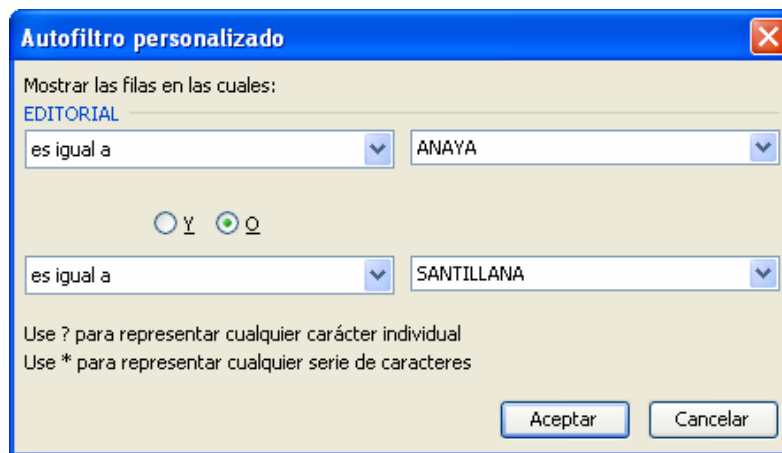 Autofiltro personalizado
Mostrar las filas en las cuales:
EDITORIAL
es igual a ANAYA
Y O
es igual a SANTILLANA
Use ? para representar cualquier carácter individual
Use * para representar cualquier serie de caracteres
Aceptar Cancelar